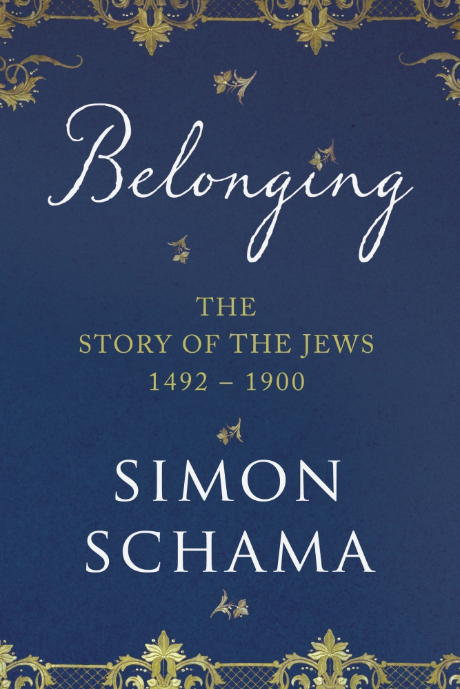 Belonging
THE
STORY OF THE JEWS
1492 – 1900
SIMON
SCHAMA